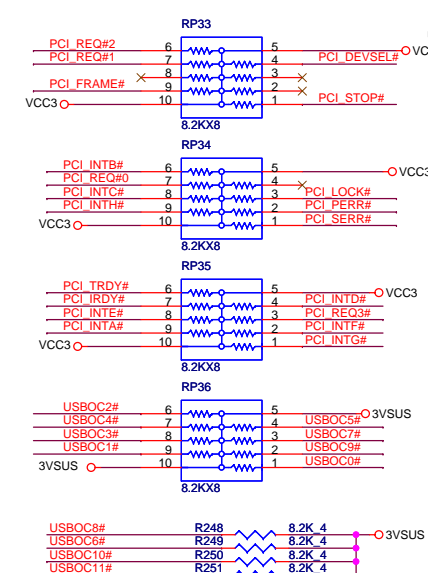 RP33
PCI_REQ#2 6 5 VC
PCI_REQ#1 7 4 PCI_DEVSEL#
8 3
PCI_FRAME# 9 2
VCC3 10 1 PCI_STOP#
8.2KX8
RP34
PCI_INTB# 6 5 VCC3
PCI_REQ#0 7 4
PCI_INTC# 8 3 PCI_LOCK#
PCI_INTH# 9 2 PCI_PERR#
VCC3 10 1 PCI_SERR#
8.2KX8
RP35
PCI_TRDY# 6 5 VCC3
PCI_IRDY# 7 4 PCI_INTD#
PCI_INTE# 8 3 PCI_REQ3#
PCI_INTA# 9 2 PCI_INTF#
VCC3 10 1 PCI_INTG#
8.2KX8
RP36
USBOC2# 6 5 3VSUS
USBOC4# 7 4 USBOC5#
USBOC3# 8 3 USBOC7#
USBOC1# 9 2 USBOC9#
3VSUS 10 1 USBOC0#
8.2KX8
USBOC8# R248 8.2K_4 3VSUS
USBOC6# R249 8.2K_4
USBOC10# R250 8.2K_4
USBOC11# R251 8.2K_4